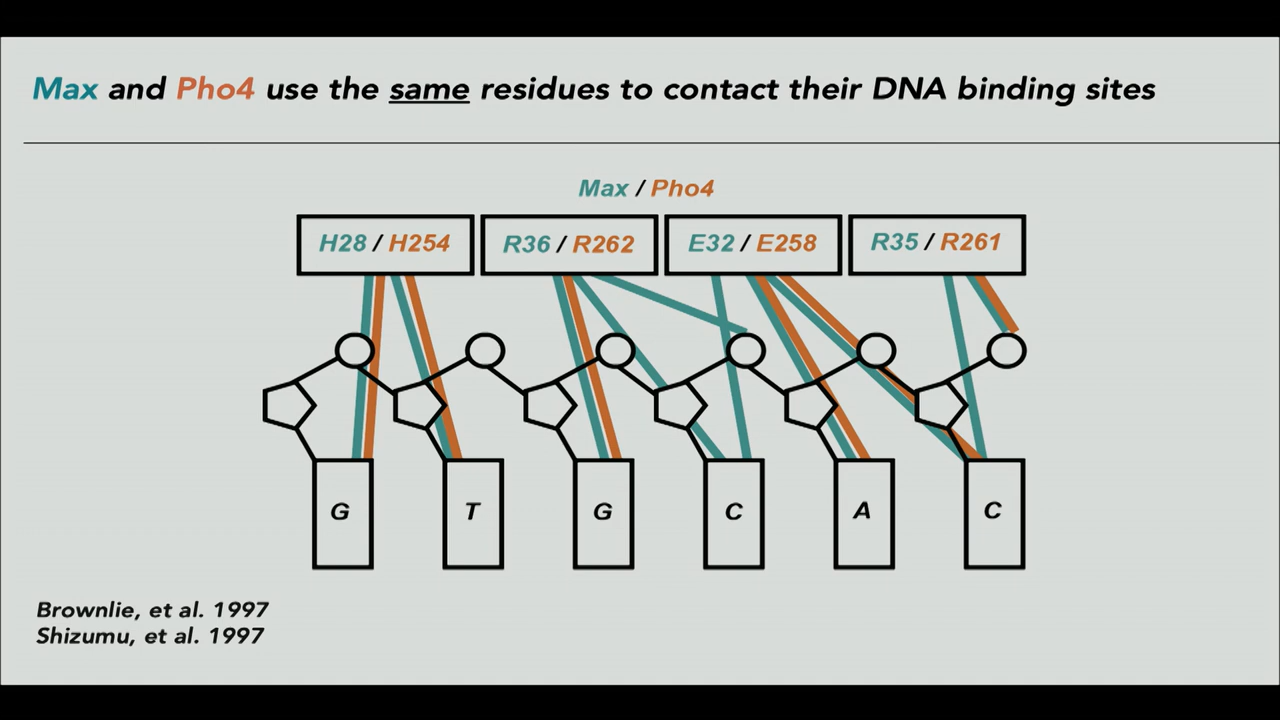 Max and Pho4 use the same residues to contact their DNA binding sites
Max / Pho4
H28 / H254 R36 / R262 E32 / E258 R35 / R261
G T G C A C
Brownlie, et al. 1997
Shizumu, et al. 1997